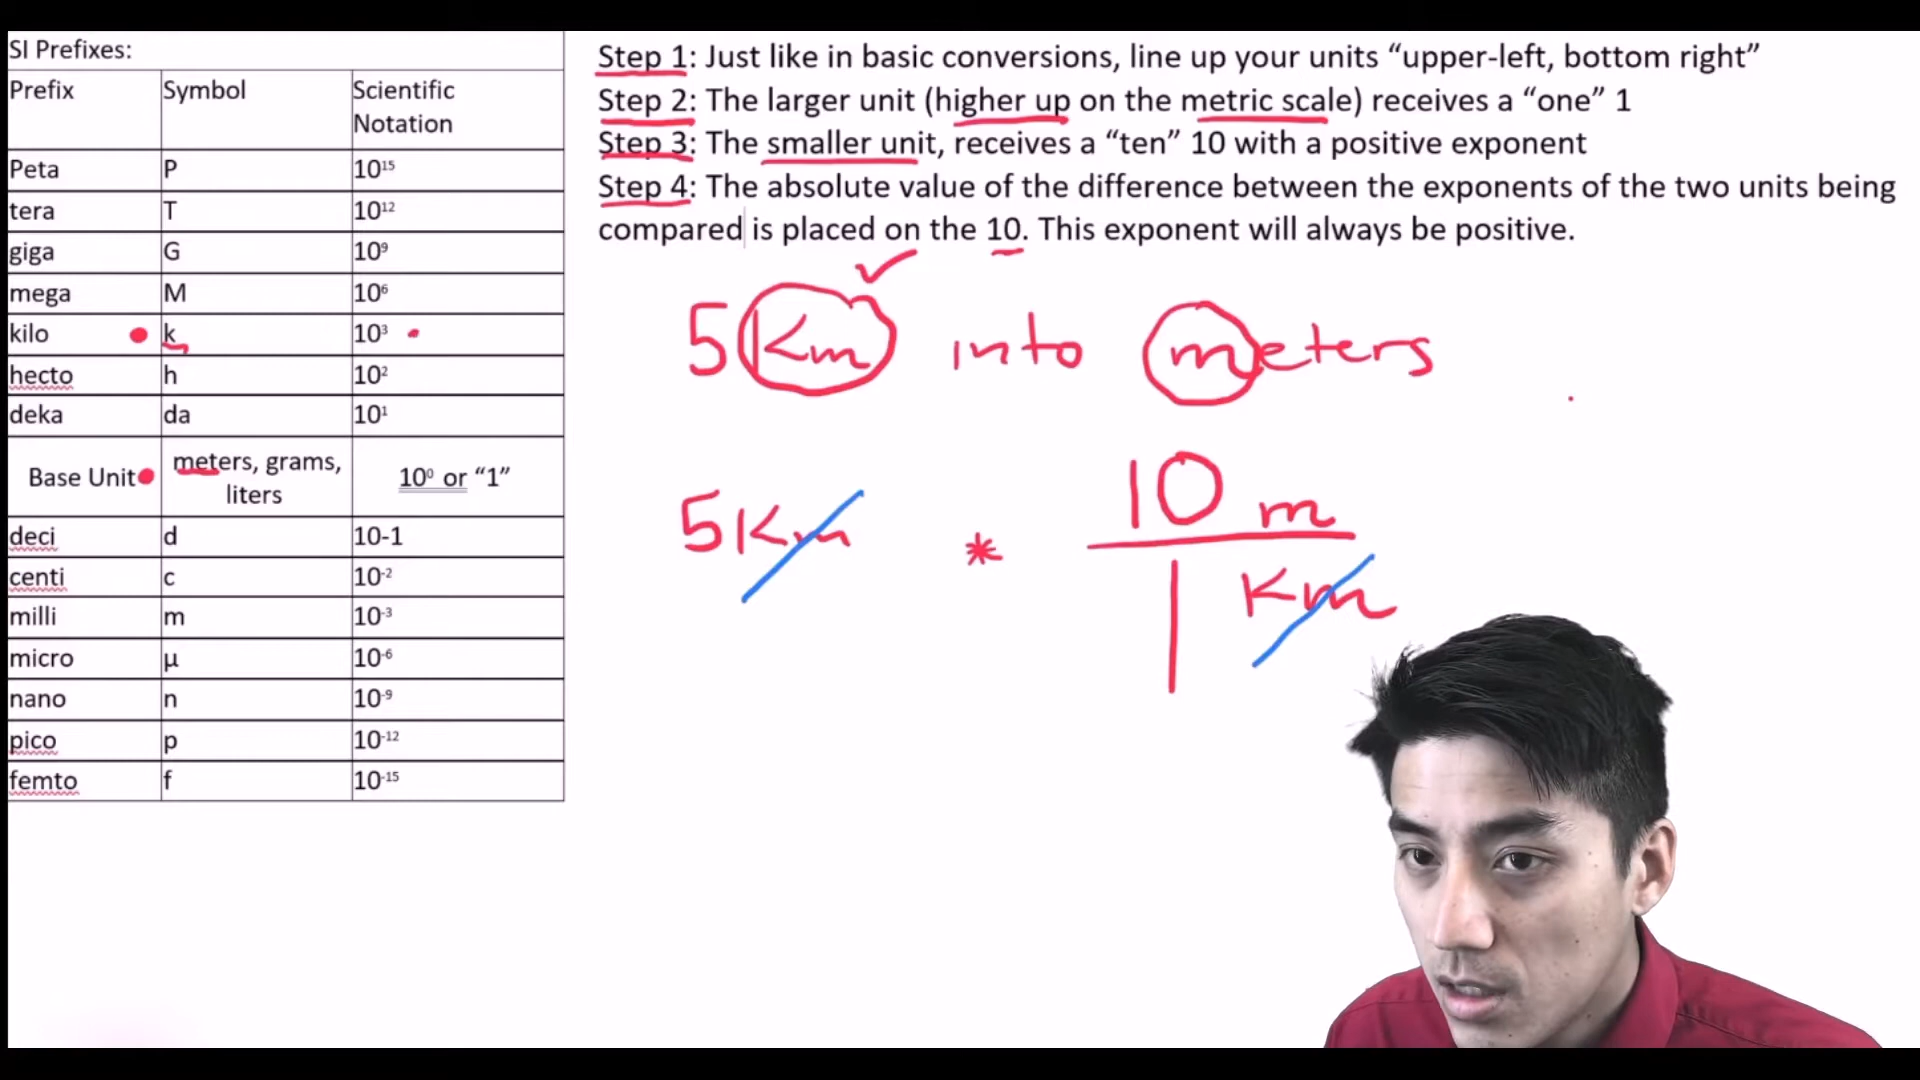 SI Prefixes:
Prefix Symbol Scientific Notation
Peta P 10¹⁵
tera T 10¹²
giga G 10⁹
mega M 10⁶
kilo k 10³
hecto h 10²
deka da 10¹
Base Unit meters, grams, liters 10⁰ or “1”
deci d 10-1
centi c 10⁻²
milli m 10⁻³
micro µ 10⁻⁶
nano n 10⁻⁹
pico p 10⁻¹²
femto f 10⁻¹⁵
Step 1: Just like in basic conversions, line up your units “upper-left, bottom right”
Step 2: The larger unit (higher up on the metric scale) receives a “one” 1
Step 3: The smaller unit, receives a “ten” 10 with a positive exponent
Step 4: The absolute value of the difference between the exponents of the two units being
compared is placed on the 10. This exponent will always be positive.
5 Km into meters
5 Km * 10 m
1 Km